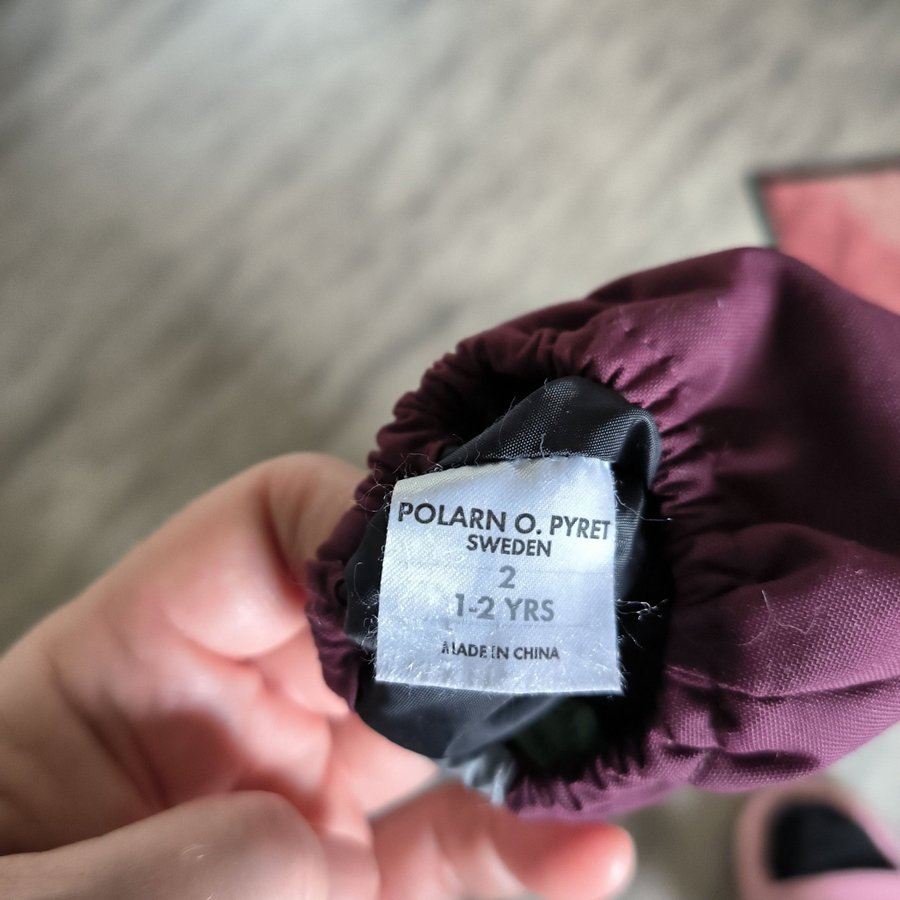 POLARN O. PYRET
SWEDEN
2
1-2 YRS
MADE IN CHINA